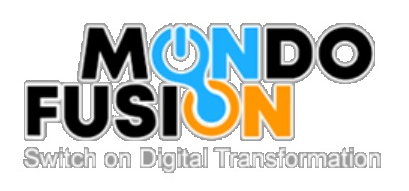 MONDO
FUSION
Switch on Digital Transformation